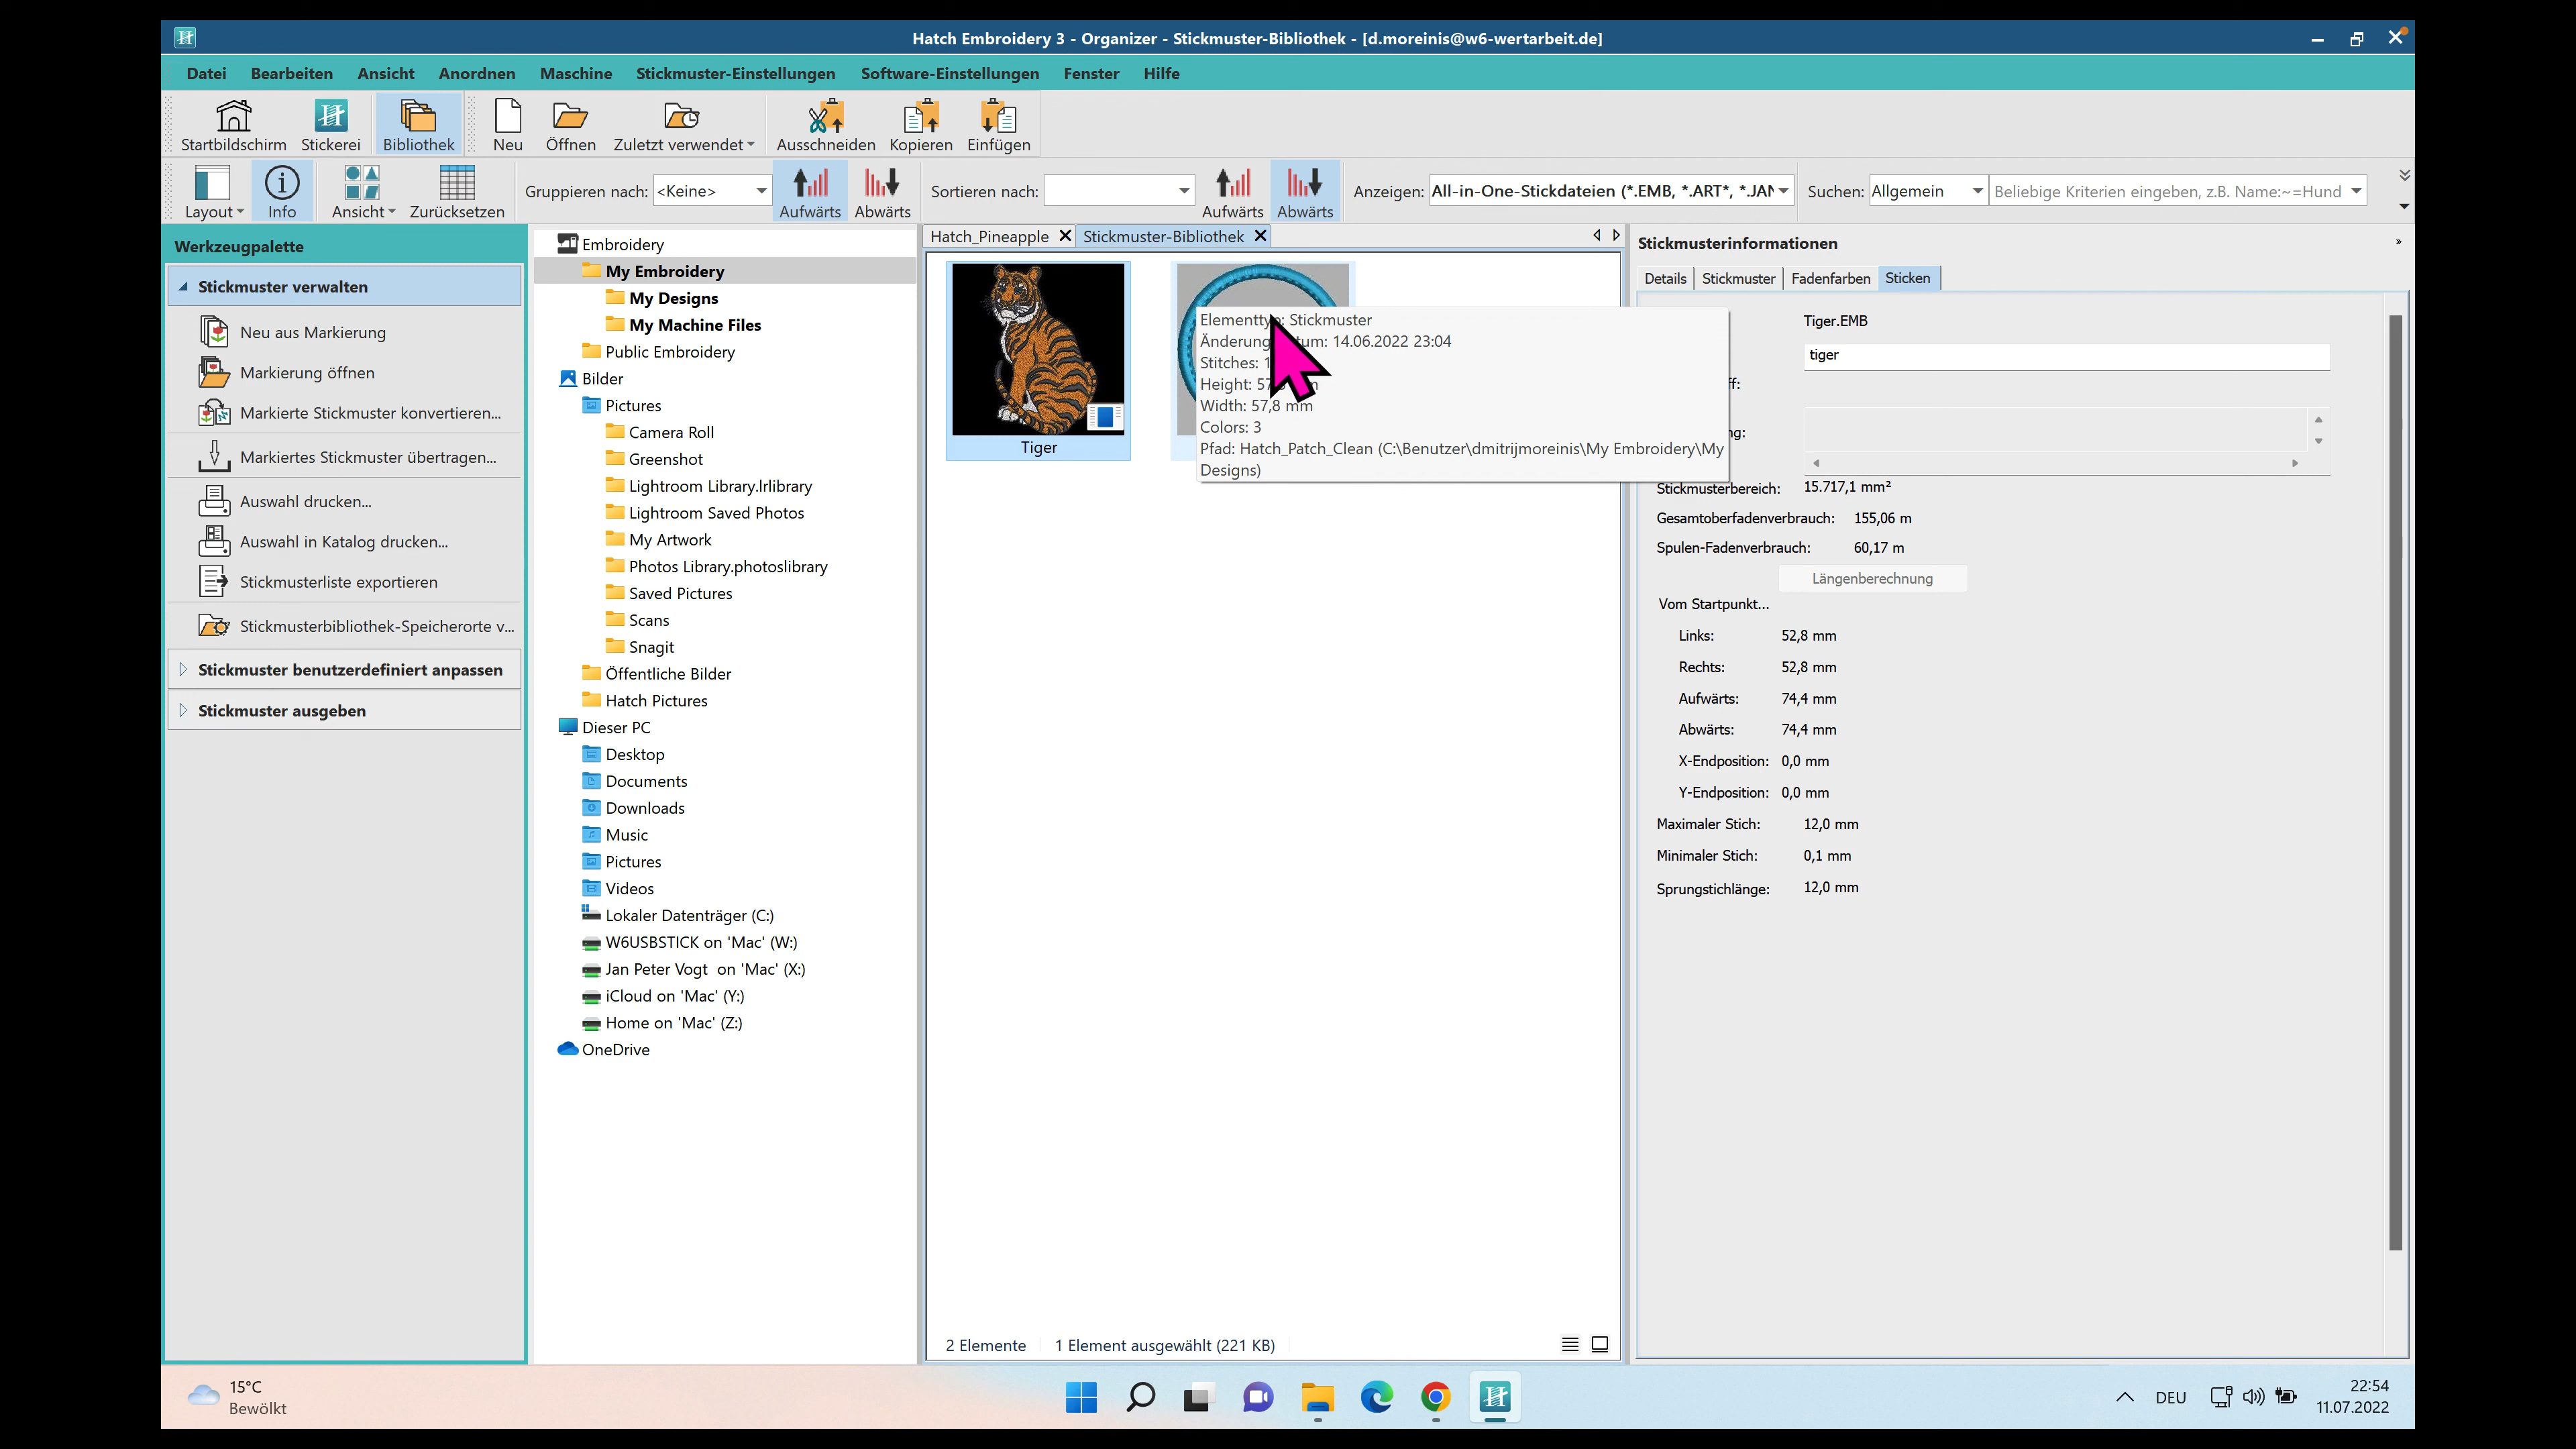 Hatch Embroidery 3 - Organizer - Stickmuster-Bibliothek - [d.moreinis@w6-wertarbeit.de]
Datei Bearbeiten Ansicht Anordnen Maschine Stickmuster-Einstellungen Software-Einstellungen Fenster Hilfe
Startbildschirm Stickerei Bibliothek Neu Öffnen Zuletzt verwendet Ausschneiden Kopieren Einfügen
Layout Info Ansicht Zurücksetzen Gruppieren nach: <Keine> Aufwärts Abwärts Sortieren nach: Aufwärts Abwärts Anzeigen: All-in-One-Stickdateien (*.EMB, *.ART*, *.JAN Suchen: Allgemein Beliebige Kriterien eingeben, z.B. Name:~=Hund
Werkzeugpalette
Stickmuster verwalten
Neu aus Markierung
Markierung öffnen
Markierte Stickmuster konvertieren...
Markiertes Stickmuster übertragen...
Auswahl drucken...
Auswahl in Katalog drucken...
Stickmusterliste exportieren
Stickmusterbibliothek-Speicherorte v...
Stickmuster benutzerdefiniert anpassen
Stickmuster ausgeben
Embroidery
My Embroidery
My Designs
My Machine Files
Public Embroidery
Bilder
Pictures
Camera Roll
Greenshot
Lightroom Library.lrlibrary
Lightroom Saved Photos
My Artwork
Photos Library.photoslibrary
Saved Pictures
Scans
Snagit
Öffentliche Bilder
Hatch Pictures
Dieser PC
Desktop
Documents
Downloads
Music
Pictures
Videos
Lokaler Datenträger (C:)
W6USBSTICK on 'Mac' (W:)
Jan Peter Vogt on 'Mac' (X:)
iCloud on 'Mac' (Y:)
Home on 'Mac' (Z:)
OneDrive
Hatch_Pineapple Stickmuster-Bibliothek
Tiger
Stickmuster
14.06.2022 23:04
Stitches:
Height:
Width: 57,8 mm
Colors: 3
Pfad: Hatch_Patch_Clean (C:\Benutzer\dmitrijmoreinis\My Embroidery\My
Designs)
2 Elemente 1 Element ausgewählt (221 KB)
Stickmusterinformationen
Details Stickmuster Fadenfarben Sticken
Tiger.EMB
tiger
Stickmusterbereich: 15.717,1 mm²
Gesamtoberfadenverbrauch: 155,06 m
Spulen-Fadenverbrauch: 60,17 m
Längenberechnung
Vom Startpunkt...
Links: 52,8 mm
Rechts: 52,8 mm
Aufwärts: 74,4 mm
Abwärts: 74,4 mm
X-Endposition: 0,0 mm
Y-Endposition: 0,0 mm
Maximaler Stich: 12,0 mm
Minimaler Stich: 0,1 mm
Sprungstichlänge: 12,0 mm
15°C
Bewölkt
DEU
22:54
11.07.2022